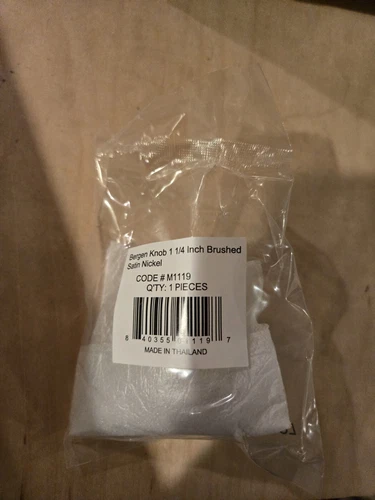 Bergen Knob 1 1/4 Inch Brushed
Satin Nickel
CODE # M1119
Q'TY: 1 PIECES
MADE IN THAILAND